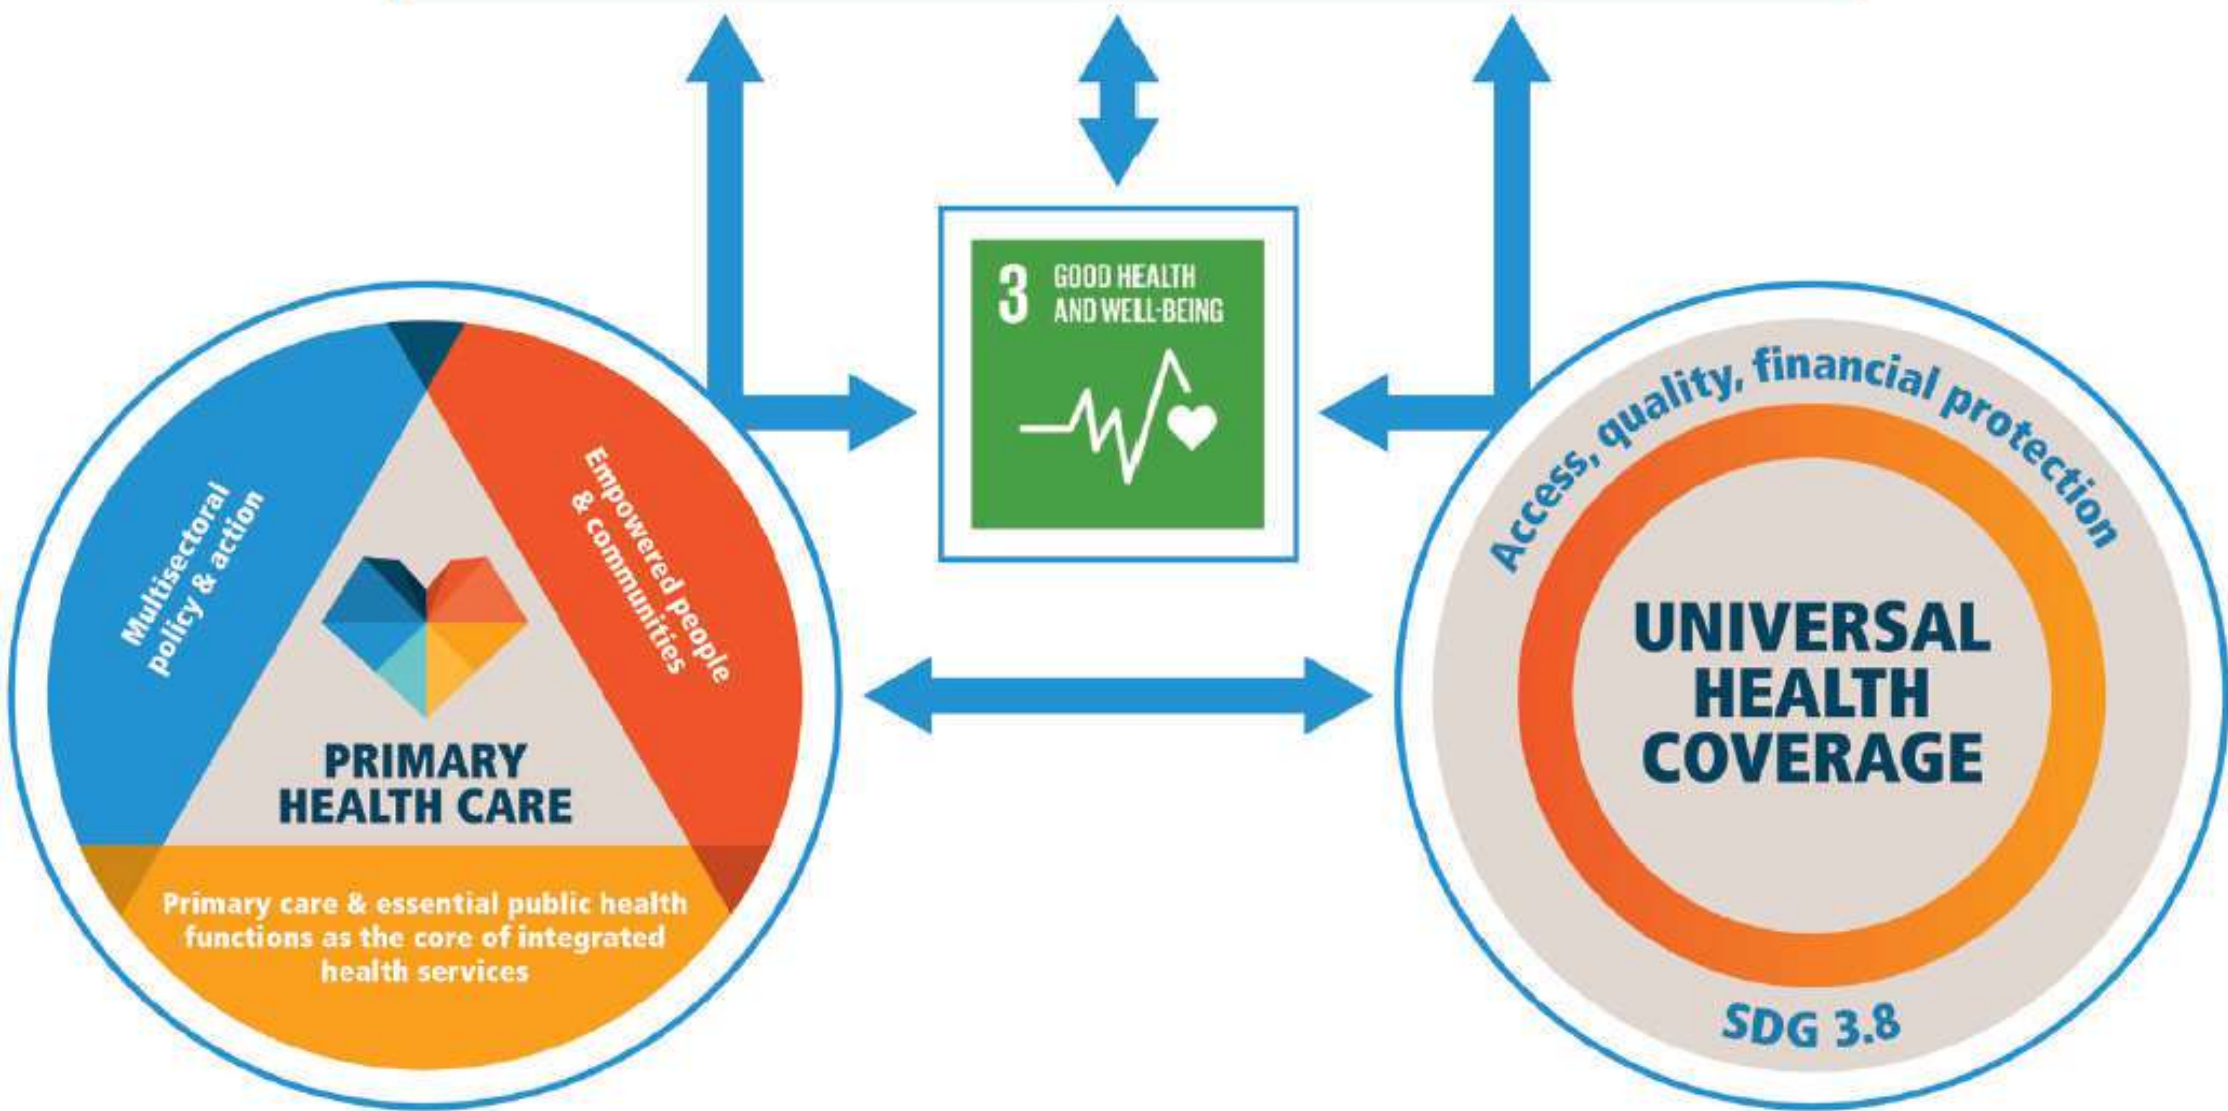 3 GOOD HEALTH
AND WELL-BEING
Multisectoral
policy & action
Empowered people
& communities
PRIMARY
HEALTH CARE
Primary care & essential public health
functions as the core of integrated
health services
Access, quality, financial protection
UNIVERSAL
HEALTH
COVERAGE
SDG 3.8